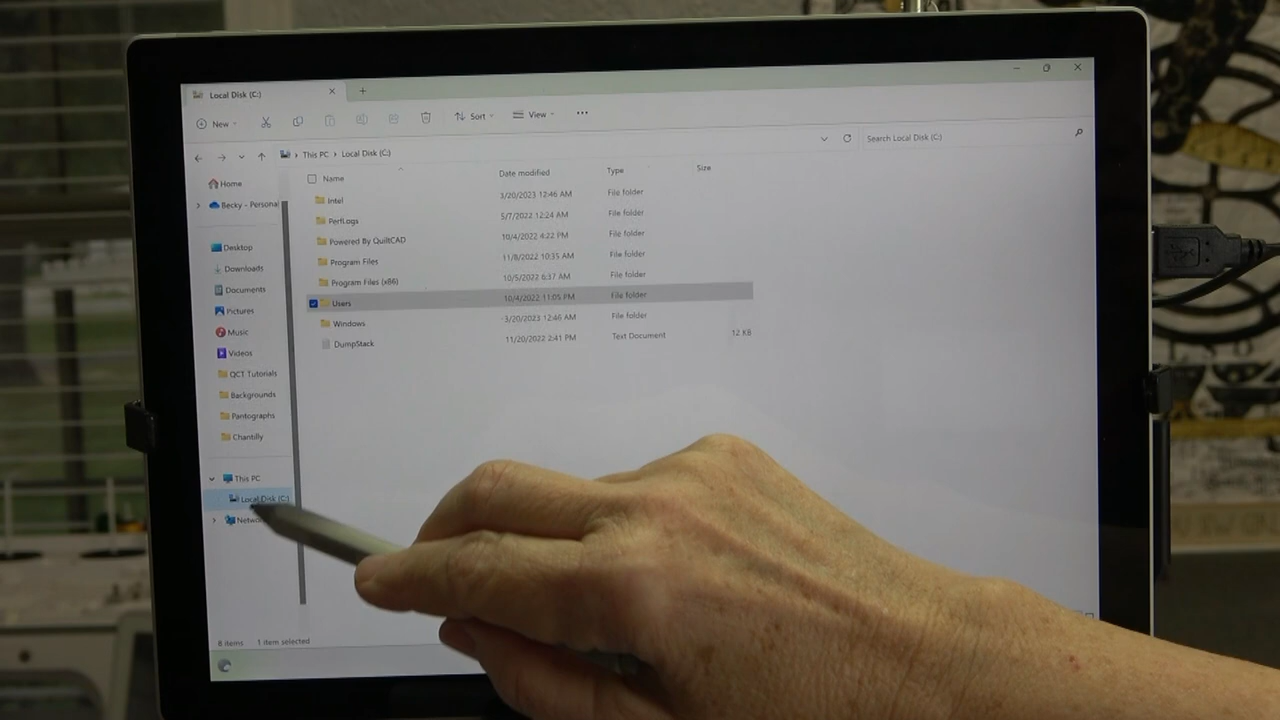 Local Disk (C:)
New Sort View ...
This PC > Local Disk (C:) Search Local Disk (C:)
Name Date modified Type Size
Intel 3/20/2023 12:46 AM File folder
PerfLogs 5/7/2022 12:24 AM File folder
Powered By QuiltCAD 10/4/2022 4:22 PM File folder
Program Files 11/8/2022 10:35 AM File folder
Program Files (x86) 10/5/2022 6:37 AM File folder
Users 10/4/2022 11:05 PM File folder
Windows 3/20/2023 12:46 AM File folder
DumpStack 11/20/2022 2:41 PM Text Document 12 KB
Home
Becky - Persona
Desktop
Downloads
Documents
Pictures
Music
Videos
QCT Tutorials
Backgrounds
Pantographs
Chantilly
This PC
Local Disk (C:)
Netwo
8 items 1 item selected